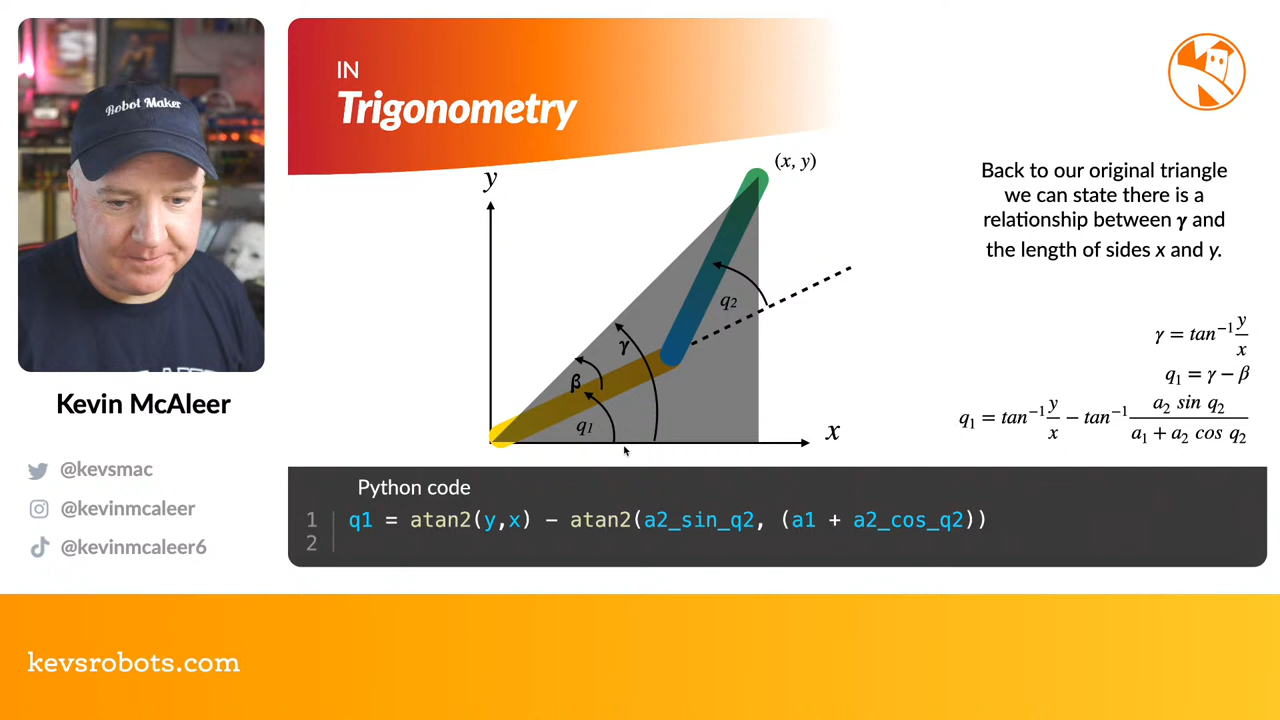 Robot Maker
Kevin McAleer
@kevsmac
@kevinmcaleer
@kevinmcaleer6
IN
Trigonometry
y
(x, y)
q2
γ
β
q1
x
Back to our original triangle
we can state there is a
relationship between γ and
the length of sides x and y.
γ = tan⁻¹ y/x
q₁ = γ − β
q₁ = tan⁻¹ y/x − tan⁻¹ a₂ sin q₂ / a₁ + a₂ cos q₂
Python code
1 q1 = atan2(y,x) − atan2(a2_sin_q2, (a1 + a2_cos_q2))
2
kevsrobots.com